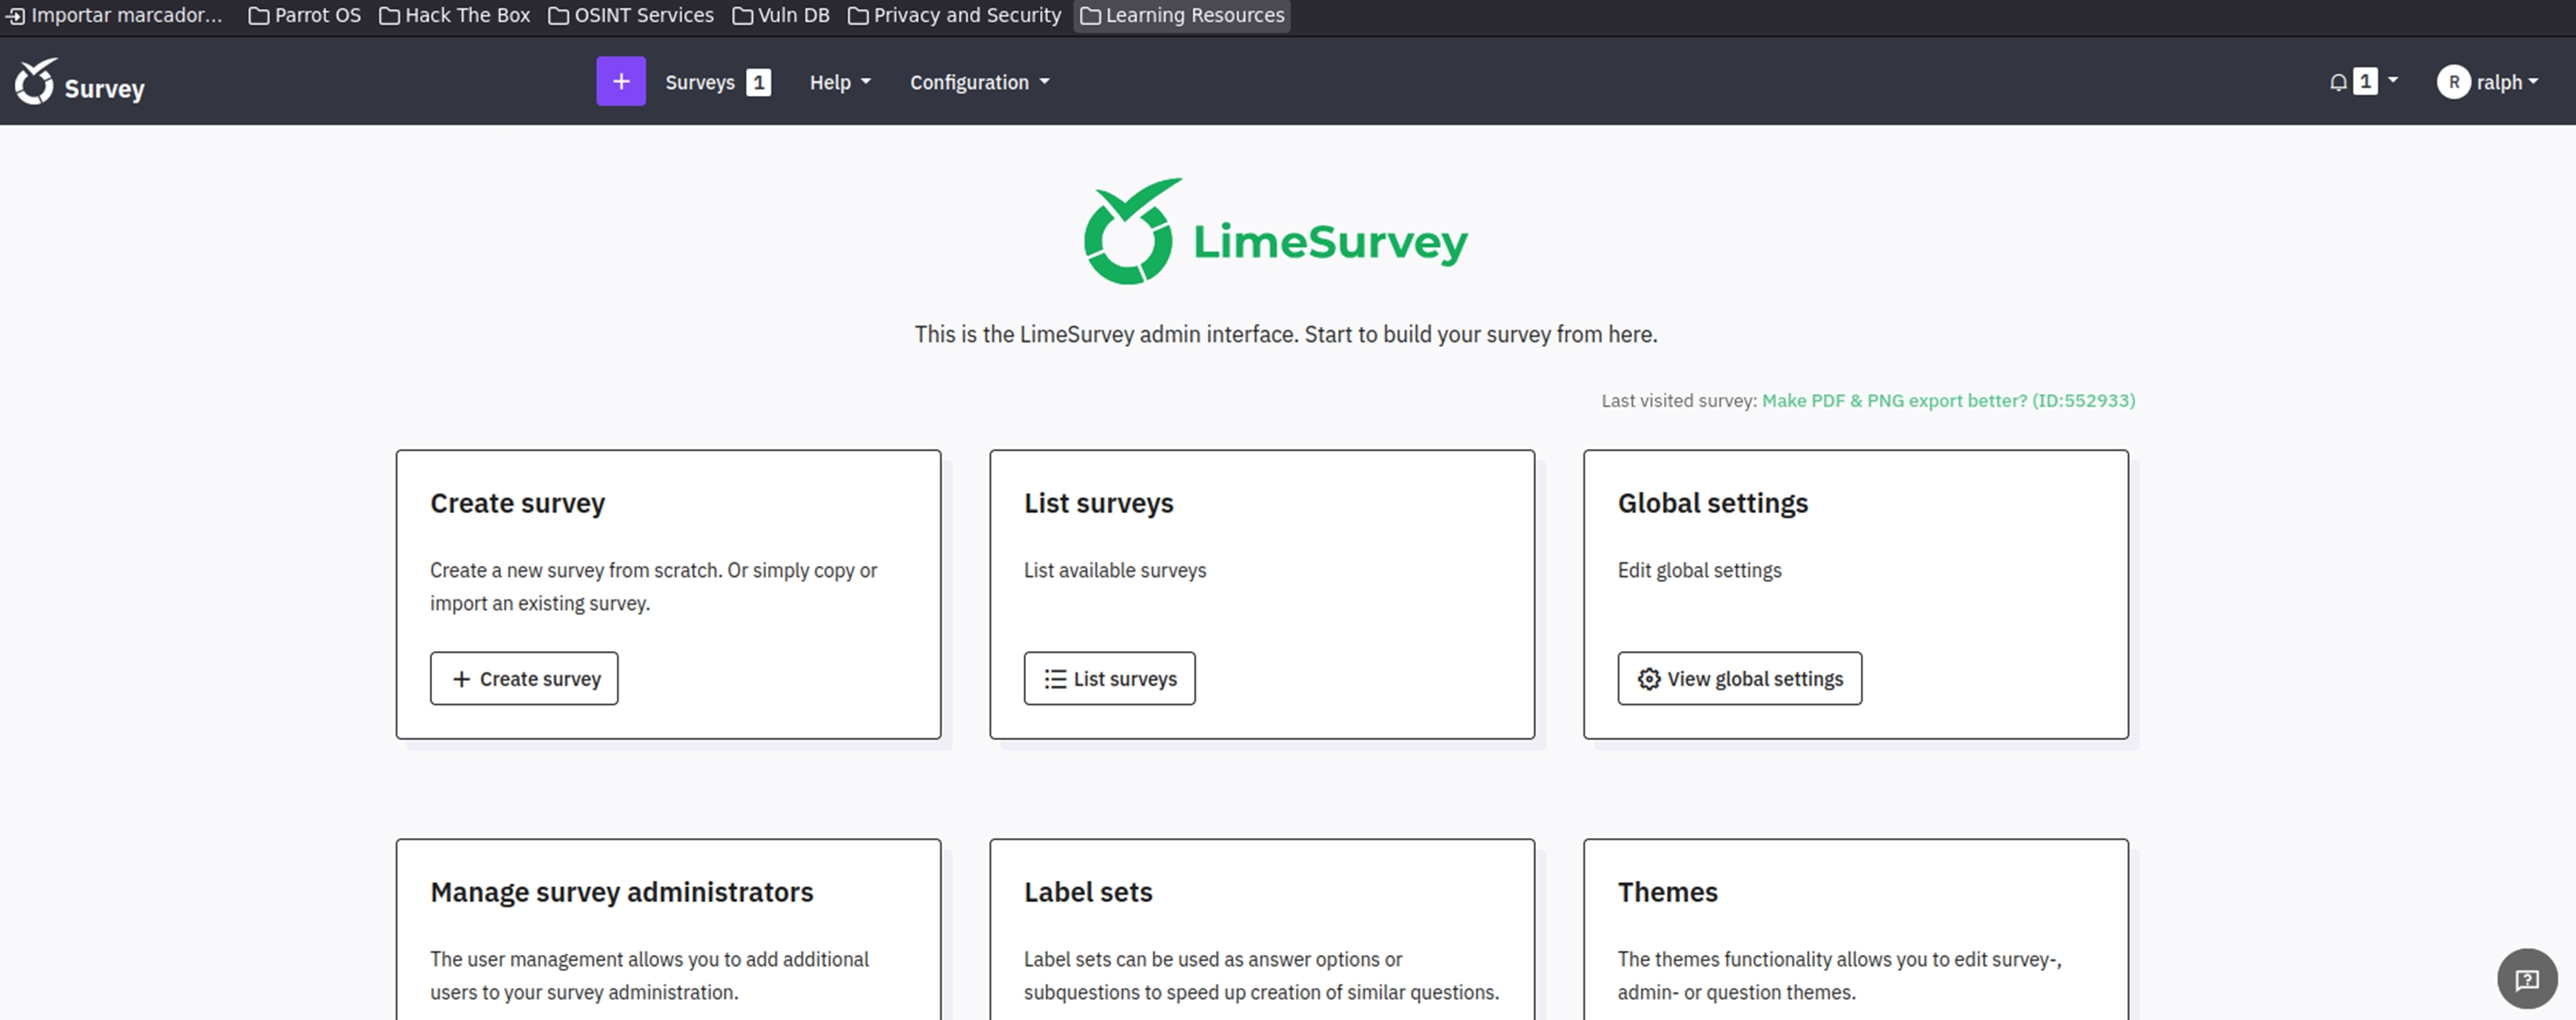 Importar marcador... Parrot OS Hack The Box OSINT Services Vuln DB Privacy and Security Learning Resources
Survey + Surveys 1 Help Configuration 1 R ralph
LimeSurvey
This is the LimeSurvey admin interface. Start to build your survey from here.
Last visited survey: Make PDF & PNG export better? (ID:552933)
Create survey
Create a new survey from scratch. Or simply copy or
import an existing survey.
+ Create survey
List surveys
List available surveys
List surveys
Global settings
Edit global settings
View global settings
Manage survey administrators
The user management allows you to add additional
users to your survey administration.
Label sets
Label sets can be used as answer options or
subquestions to speed up creation of similar questions.
Themes
The themes functionality allows you to edit survey-,
admin- or question themes.